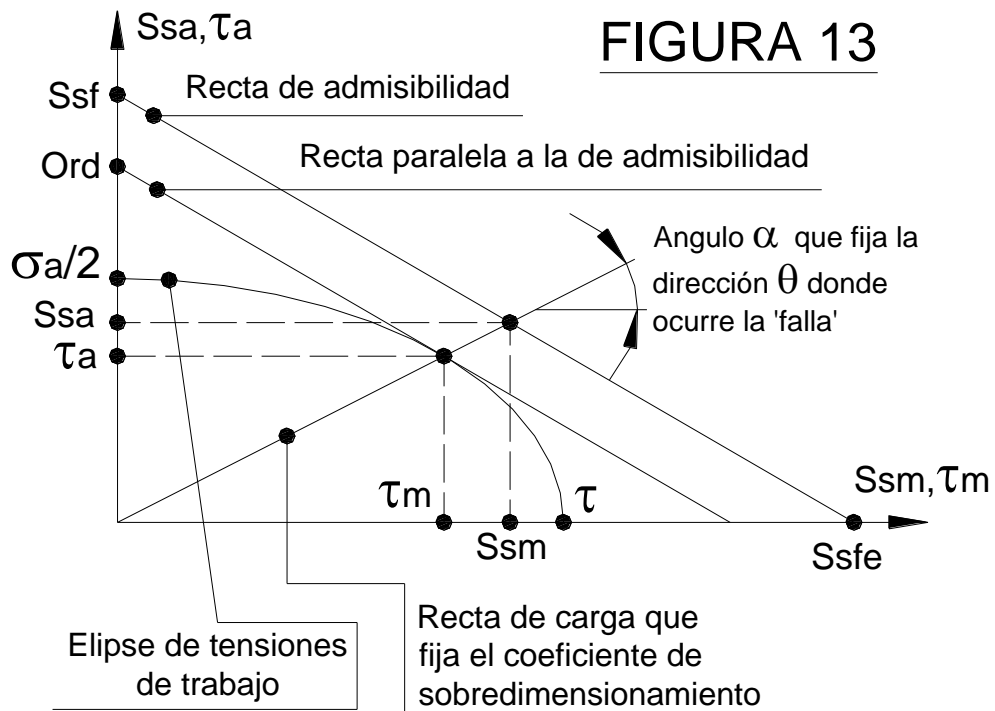 Ssa,τa
FIGURA 13
Ssf
Recta de admisibilidad
Ord
Recta paralela a la de admisibilidad
Angulo α que fija la
dirección θ donde
ocurre la 'falla'
σa/2
Ssa
τa
τm
τ
Ssm,τm
Ssm
Ssfe
Elipse de tensiones
de trabajo
Recta de carga que
fija el coeficiente de
sobredimensionamiento